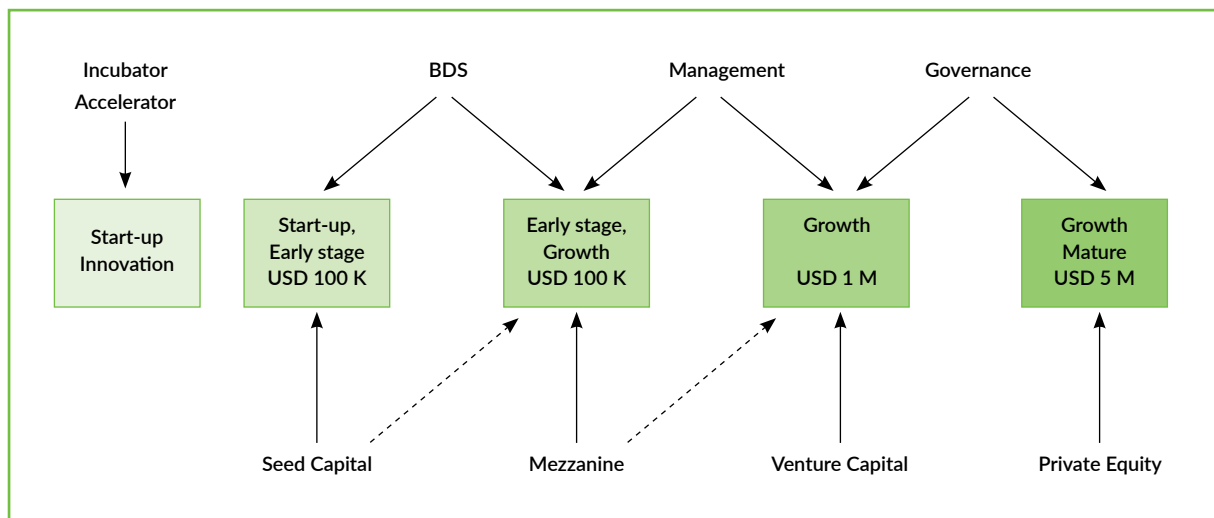 Incubator
Accelerator
BDS
Management
Governance
Start-up
Innovation
Start-up,
Early stage
USD 100 K
Early stage,
Growth
USD 100 K
Growth
USD 1 M
Growth
Mature
USD 5 M
Seed Capital
Mezzanine
Venture Capital
Private Equity